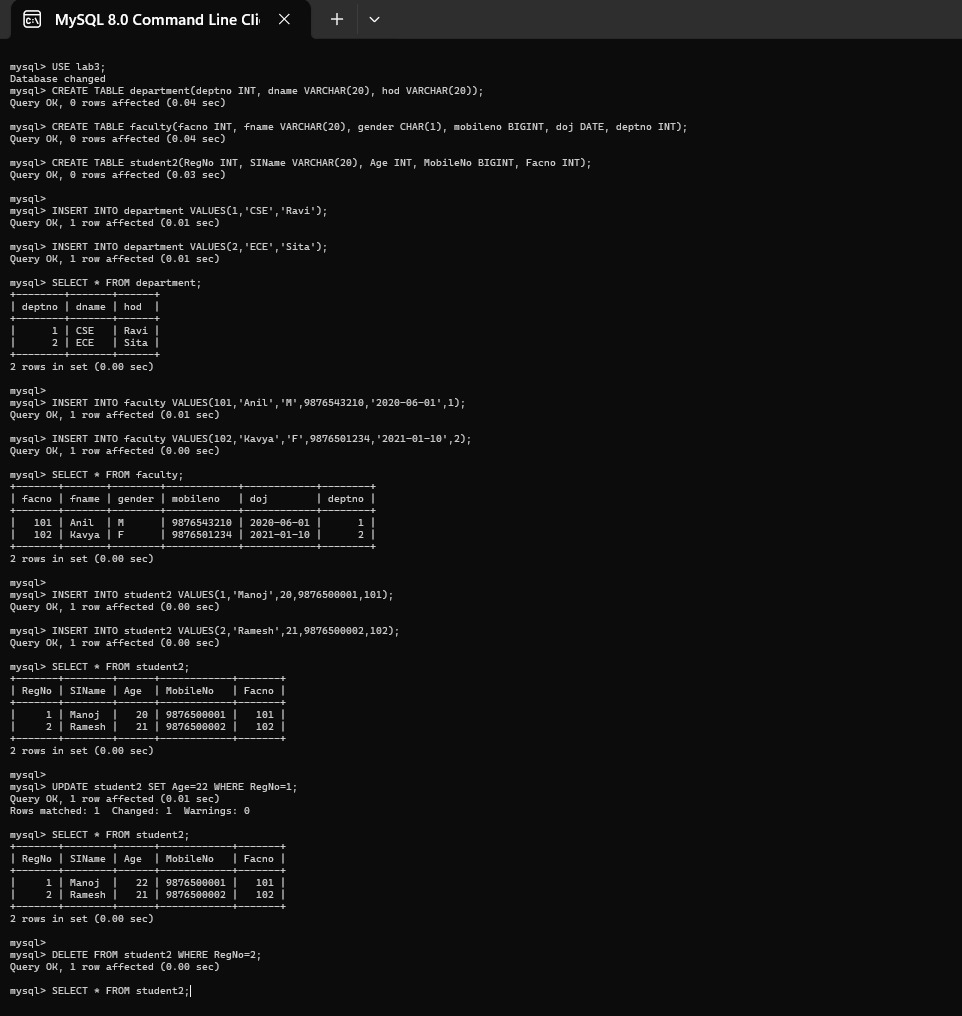 MySQL 8.0 Command Line Cli
mysql> USE lab3;
Database changed
mysql> CREATE TABLE department(deptno INT, dname VARCHAR(20), hod VARCHAR(20));
Query OK, 0 rows affected (0.04 sec)
mysql> CREATE TABLE faculty(facno INT, fname VARCHAR(20), gender CHAR(1), mobileno BIGINT, doj DATE, deptno INT);
Query OK, 0 rows affected (0.04 sec)
mysql> CREATE TABLE student2(RegNo INT, SIName VARCHAR(20), Age INT, MobileNo BIGINT, Facno INT);
Query OK, 0 rows affected (0.03 sec)
mysql>
mysql> INSERT INTO department VALUES(1,'CSE','Ravi');
Query OK, 1 row affected (0.01 sec)
mysql> INSERT INTO department VALUES(2,'ECE','Sita');
Query OK, 1 row affected (0.01 sec)
mysql> SELECT * FROM department;
+--------+-------+------+
| deptno | dname | hod  |
+--------+-------+------+
|      1 | CSE   | Ravi |
|      2 | ECE   | Sita |
+--------+-------+------+
2 rows in set (0.00 sec)
mysql>
mysql> INSERT INTO faculty VALUES(101,'Anil','M',9876543210,'2020-06-01',1);
Query OK, 1 row affected (0.01 sec)
mysql> INSERT INTO faculty VALUES(102,'Kavya','F',9876501234,'2021-01-10',2);
Query OK, 1 row affected (0.00 sec)
mysql> SELECT * FROM faculty;
+-------+-------+--------+------------+------------+--------+
| facno | fname | gender | mobileno   | doj        | deptno |
+-------+-------+--------+------------+------------+--------+
|   101 | Anil  | M      | 9876543210 | 2020-06-01 |      1 |
|   102 | Kavya | F      | 9876501234 | 2021-01-10 |      2 |
+-------+-------+--------+------------+------------+--------+
2 rows in set (0.00 sec)
mysql>
mysql> INSERT INTO student2 VALUES(1,'Manoj',20,9876500001,101);
Query OK, 1 row affected (0.00 sec)
mysql> INSERT INTO student2 VALUES(2,'Ramesh',21,9876500002,102);
Query OK, 1 row affected (0.00 sec)
mysql> SELECT * FROM student2;
+-------+--------+------+------------+-------+
| RegNo | SIName | Age  | MobileNo   | Facno |
+-------+--------+------+------------+-------+
|     1 | Manoj  |   20 | 9876500001 |   101 |
|     2 | Ramesh |   21 | 9876500002 |   102 |
+-------+--------+------+------------+-------+
2 rows in set (0.00 sec)
mysql>
mysql> UPDATE student2 SET Age=22 WHERE RegNo=1;
Query OK, 1 row affected (0.01 sec)
Rows matched: 1  Changed: 1  Warnings: 0
mysql> SELECT * FROM student2;
+-------+--------+------+------------+-------+
| RegNo | SIName | Age  | MobileNo   | Facno |
+-------+--------+------+------------+-------+
|     1 | Manoj  |   22 | 9876500001 |   101 |
|     2 | Ramesh |   21 | 9876500002 |   102 |
+-------+--------+------+------------+-------+
2 rows in set (0.00 sec)
mysql>
mysql> DELETE FROM student2 WHERE RegNo=2;
Query OK, 1 row affected (0.00 sec)
mysql> SELECT * FROM student2;